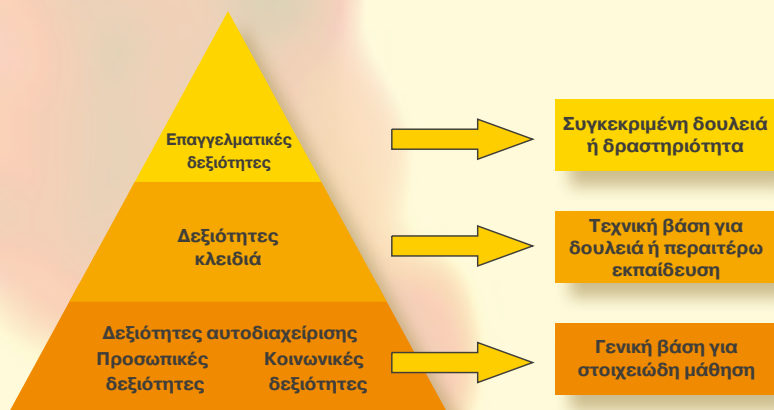 Επαγγελματικές
δεξιότητες
Συγκεκριμένη δουλειά
ή δραστηριότητα
Δεξιότητες
κλειδιά
Τεχνική βάση για
δουλειά ή περαιτέρω
εκπαίδευση
Δεξιότητες αυτοδιαχείρισης
Προσωπικές Κοινωνικές
δεξιότητες δεξιότητες
Γενική βάση για
στοιχειώδη μάθηση